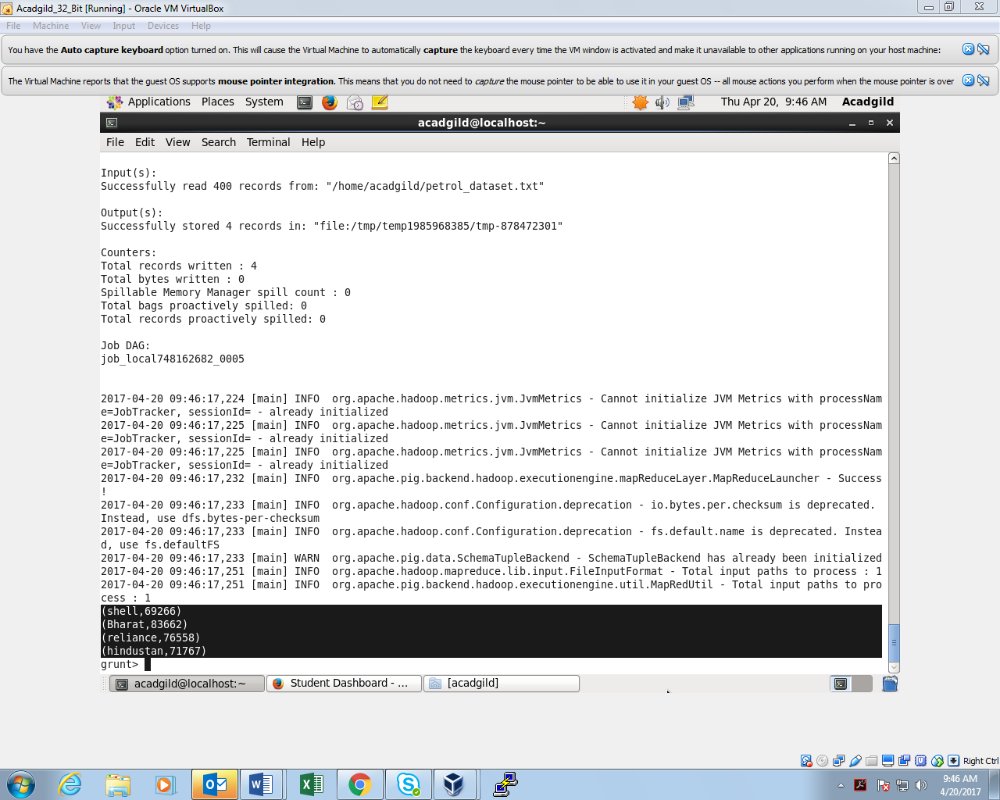 Acadgild_32_Bit [Running] - Oracle VM VirtualBox
File Machine View Input Devices Help
You have the Auto capture keyboard option turned on. This will cause the Virtual Machine to automatically capture the keyboard every time the VM window is activated and make it unavailable to other applications running on your host machine:
The Virtual Machine reports that the guest OS supports mouse pointer integration. This means that you do not need to capture the mouse pointer to be able to use it in your guest OS -- all mouse actions you perform when the mouse pointer is over
Applications Places System Thu Apr 20, 9:46 AM Acadgild
acadgild@localhost:~
File Edit View Search Terminal Help
Input(s):
Successfully read 400 records from: "/home/acadgild/petrol_dataset.txt"
Output(s):
Successfully stored 4 records in: "file:/tmp/temp1985968385/tmp-878472301"
Counters:
Total records written : 4
Total bytes written : 0
Spillable Memory Manager spill count : 0
Total bags proactively spilled: 0
Total records proactively spilled: 0
Job DAG:
job_local748162682_0005
2017-04-20 09:46:17,224 [main] INFO  org.apache.hadoop.metrics.jvm.JvmMetrics - Cannot initialize JVM Metrics with processNam
e=JobTracker, sessionId= - already initialized
2017-04-20 09:46:17,225 [main] INFO  org.apache.hadoop.metrics.jvm.JvmMetrics - Cannot initialize JVM Metrics with processNam
e=JobTracker, sessionId= - already initialized
2017-04-20 09:46:17,225 [main] INFO  org.apache.hadoop.metrics.jvm.JvmMetrics - Cannot initialize JVM Metrics with processNam
e=JobTracker, sessionId= - already initialized
2017-04-20 09:46:17,232 [main] INFO  org.apache.pig.backend.hadoop.executionengine.mapReduceLayer.MapReduceLauncher - Success
!
2017-04-20 09:46:17,233 [main] INFO  org.apache.hadoop.conf.Configuration.deprecation - io.bytes.per.checksum is deprecated.
Instead, use dfs.bytes-per-checksum
2017-04-20 09:46:17,233 [main] INFO  org.apache.hadoop.conf.Configuration.deprecation - fs.default.name is deprecated. Instea
d, use fs.defaultFS
2017-04-20 09:46:17,233 [main] WARN  org.apache.pig.data.SchemaTupleBackend - SchemaTupleBackend has already been initialized
2017-04-20 09:46:17,251 [main] INFO  org.apache.hadoop.mapreduce.lib.input.FileInputFormat - Total input paths to process : 1
2017-04-20 09:46:17,251 [main] INFO  org.apache.pig.backend.hadoop.executionengine.util.MapRedUtil - Total input paths to pro
cess : 1
(shell,69266)
(Bharat,83662)
(reliance,76558)
(hindustan,71767)
grunt>
acadgild@localhost:~ Student Dashboard - ... [acadgild]
Right Ctrl
9:46 AM
4/20/2017